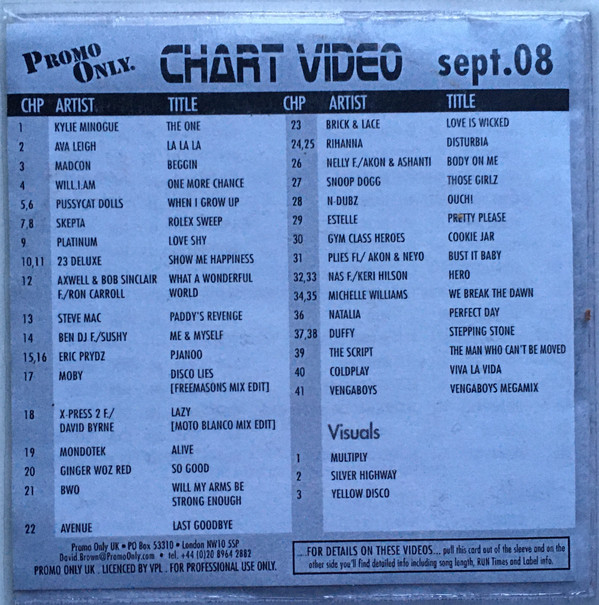 PROMO ONLY. CHART VIDEO sept.08
CHP ARTIST TITLE
1 KYLIE MINOGUE THE ONE
2 AVA LEIGH LA LA LA
3 MADCON BEGGIN
4 WILL.I.AM ONE MORE CHANCE
5,6 PUSSYCAT DOLLS WHEN I GROW UP
7,8 SKEPTA ROLEX SWEEP
9 PLATINUM LOVE SHY
10,11 23 DELUXE SHOW ME HAPPINESS
12 AXWELL & BOB SINCLAIR WHAT A WONDERFUL
F./RON CARROLL WORLD
13 STEVE MAC PADDY'S REVENGE
14 BEN DJ F./SUSHY ME & MYSELF
15,16 ERIC PRYDZ PJANOO
17 MOBY DISCO LIES
[FREEMASONS MIX EDIT]
18 X-PRESS 2 F./ LAZY
DAVID BYRNE [MOTO BLANCO MIX EDIT]
19 MONDOTEK ALIVE
20 GINGER WOZ RED SO GOOD
21 BWO WILL MY ARMS BE
STRONG ENOUGH
22 AVENUE LAST GOODBYE
CHP ARTIST TITLE
23 BRICK & LACE LOVE IS WICKED
24,25 RIHANNA DISTURBIA
26 NELLY F./AKON & ASHANTI BODY ON ME
27 SNOOP DOGG THOSE GIRLZ
28 N-DUBZ OUCH!
29 ESTELLE PRETTY PLEASE
30 GYM CLASS HEROES COOKIE JAR
31 PLIES FL/ AKON & NEYO BUST IT BABY
32,33 NAS F./KERI HILSON HERO
34,35 MICHELLE WILLIAMS WE BREAK THE DAWN
36 NATALIA PERFECT DAY
37,38 DUFFY STEPPING STONE
39 THE SCRIPT THE MAN WHO CAN'T BE MOVED
40 COLDPLAY VIVA LA VIDA
41 VENGABOYS VENGABOYS MEGAMIX
Visuals
1 MULTIPLY
2 SILVER HIGHWAY
3 YELLOW DISCO
Promo Only UK • PO Box 53310 • London NW10 5SP
David.Brown@PromoOnly.com • tel. +44 (0)20 8964 2882
PROMO ONLY UK . LICENCED BY VPL . FOR PROFESSIONAL USE ONLY.
FOR DETAILS ON THESE VIDEOS... pull this card out of the sleeve and on the
other side you'll find detailed info including song length, RUN Times and Label info.